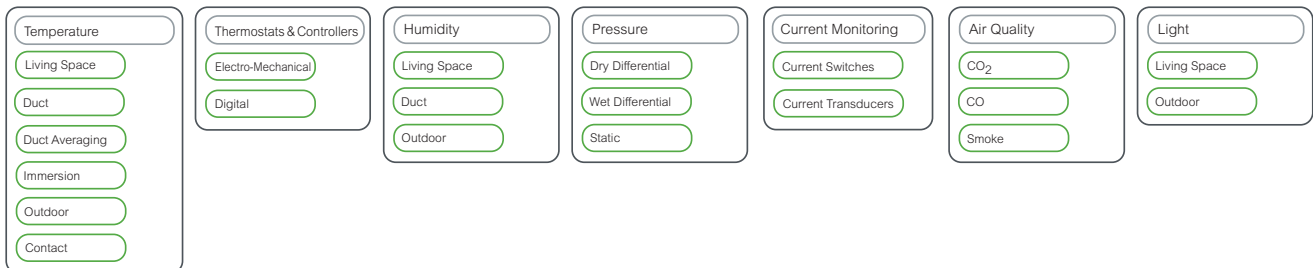 Temperature
Living Space
Duct
Duct Averaging
Immersion
Outdoor
Contact
Thermostats & Controllers
Electro-Mechanical
Digital
Humidity
Living Space
Duct
Outdoor
Pressure
Dry Differential
Wet Differential
Static
Current Monitoring
Current Switches
Current Transducers
Air Quality
CO2
CO
Smoke
Light
Living Space
Outdoor